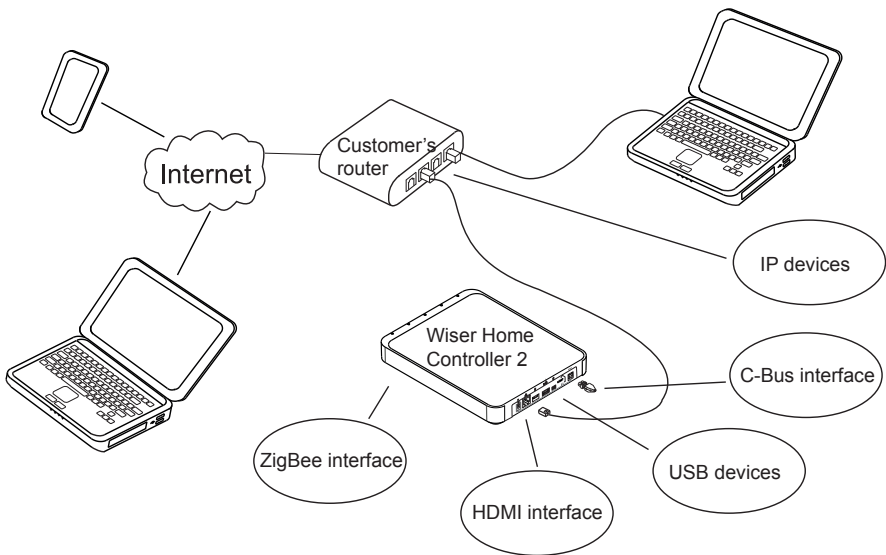 Customer's
router
Internet
IP devices
Wiser Home
Controller 2
C-Bus interface
ZigBee interface
USB devices
HDMI interface